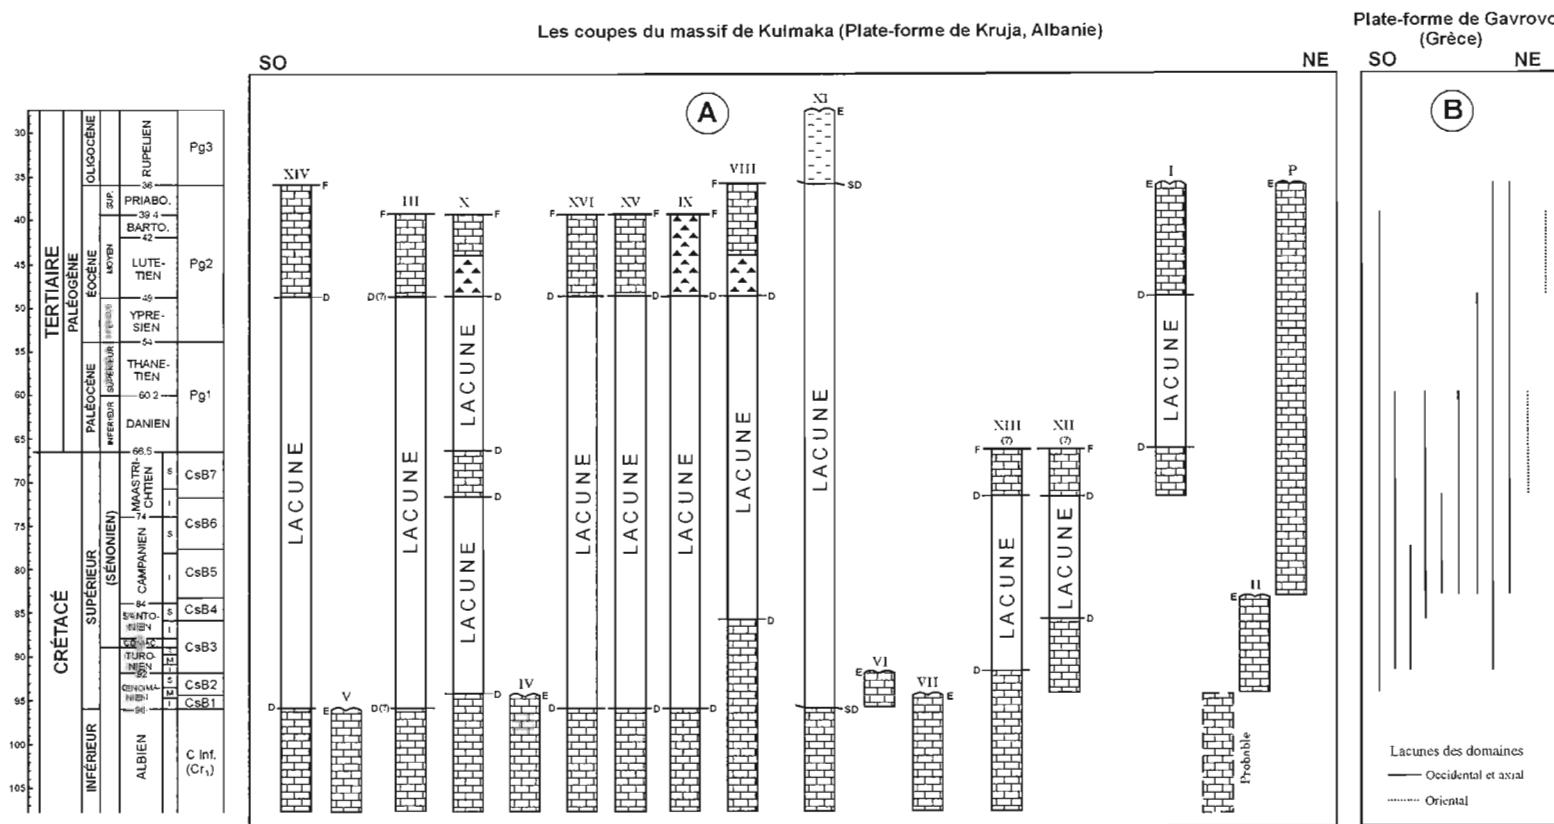 Les coupes du massif de Kulmaka (Plate-forme de Kruja, Albanie)
Plate-forme de Gavrovo
(Grèce)
SO
NE
SO
NE
A
B
30
35
40
45
50
55
60
65
70
75
80
85
90
95
100
105
TERTIAIRE
PALÉOGÈNE
OLIGOCÈNE
RUPELIEN
Pg3
36
ÉOCÈNE
SUP.
PRIABO.
39.4
MOYEN
BARTO.
42
LUTE-
TIEN
Pg2
49
YPRE-
SIEN
54
PALÉOCÈNE
SUPÉRIEUR
THANE-
TIEN
60.2
Pg1
INFÉRIEUR
DANIEN
66.5
CRÉTACÉ
SUPÉRIEUR
(SÉNONIEN)
MAASTRI-
CHTIEN
S
I
CsB7
74
CAMPANIEN
S
I
CsB6
CsB5
84
SANTO-
NIEN
S
I
CsB4
CsB3
TURO-
NIEN
M
I
92
CENOMA-
NIEN
S
M
I
CsB2
CsB1
96
INFÉRIEUR
ALBIEN
C Inf.
(Cr₁)
XIV
F
LACUNE
D
V
E
III
F
D(?)
LACUNE
D(?)
X
F
D
LACUNE
D
D
LACUNE
D
IV
E
XVI
F
D
LACUNE
D
XV
F
D
LACUNE
D
IX
F
D
LACUNE
D
VIII
F
D
LACUNE
D
XI
E
SD
LACUNE
SD
VI
E
VII
E
XIII
(?)
F
D
LACUNE
D
XII
(?)
F
D
LACUNE
D
I
E
D
LACUNE
D
Probable
II
E
P
E
Lacunes des domaines
Occidental et axial
Oriental